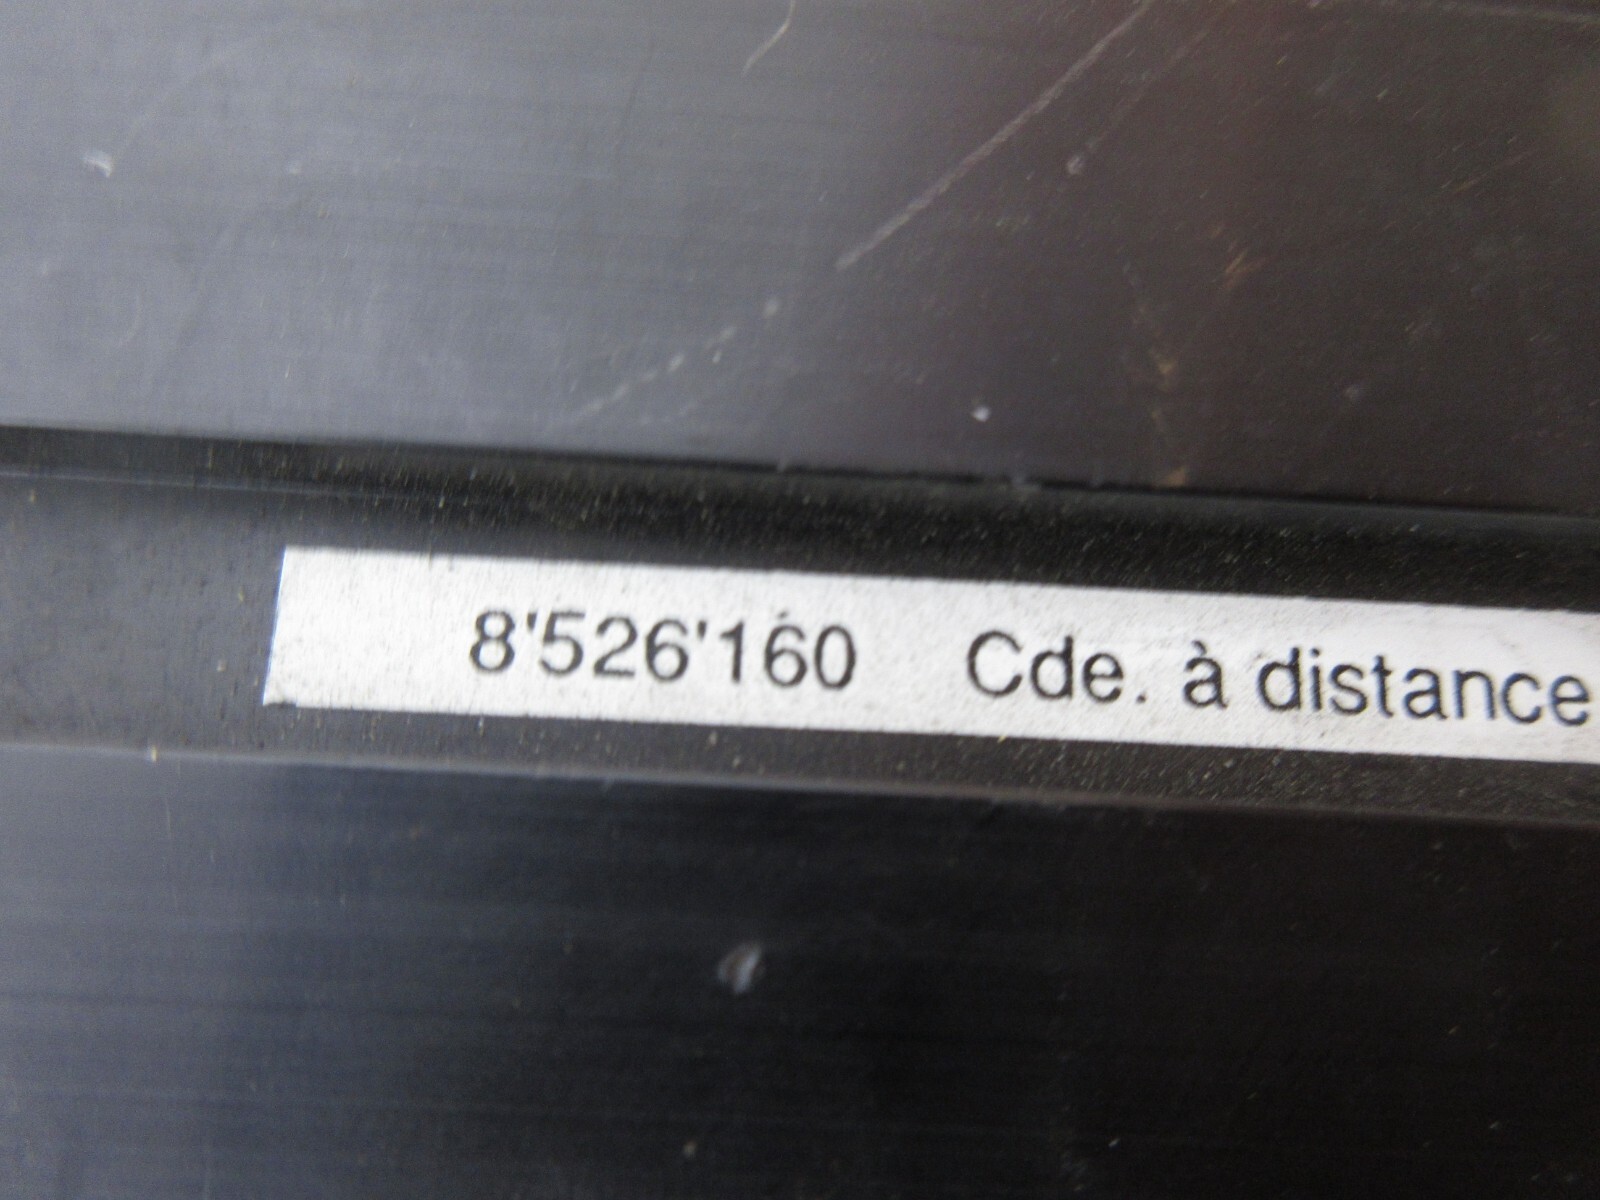 8'526'160 Cde. à distance